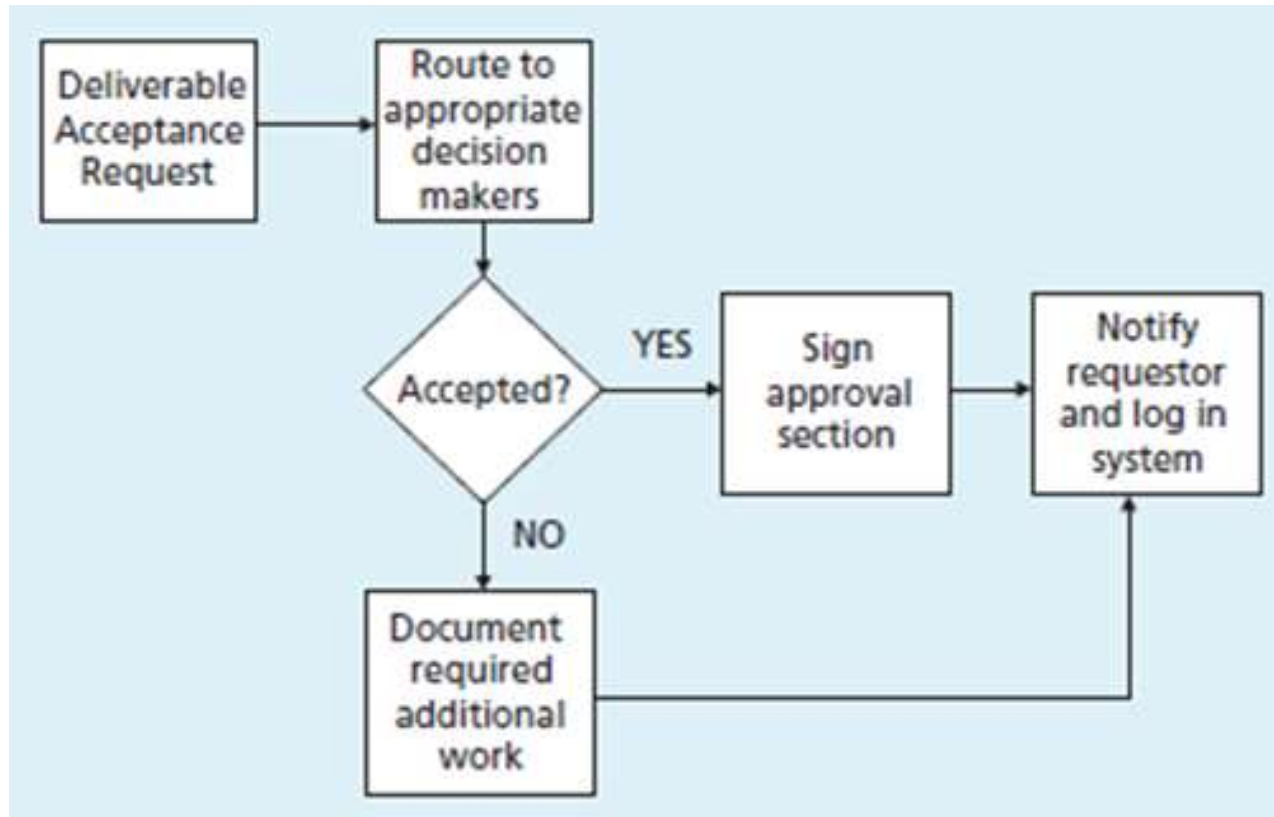 Deliverable
Acceptance
Request
Route to
appropriate
decision
makers
Accepted?
YES
Sign
approval
section
Notify
requestor
and log in
system
NO
Document
required
additional
work